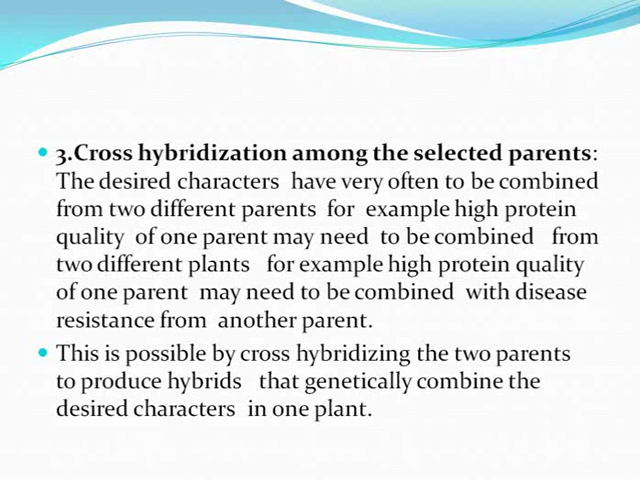 • 3.Cross hybridization among the selected parents:
The desired characters have very often to be combined
from two different parents for example high protein
quality of one parent may need to be combined from
two different plants for example high protein quality
of one parent may need to be combined with disease
resistance from another parent.
• This is possible by cross hybridizing the two parents
to produce hybrids that genetically combine the
desired characters in one plant.